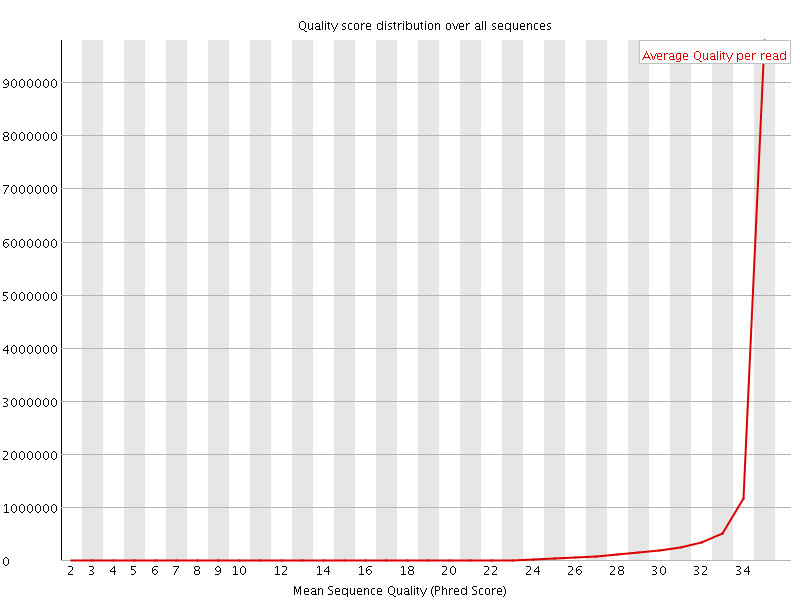 Quality score distribution over all sequences
Average Quality per read
9000000
8000000
7000000
6000000
5000000
4000000
3000000
2000000
1000000
0
2 3 4 5 6 7 8 9 10 12 14 16 18 20 22 24 26 28 30 32 34
Mean Sequence Quality (Phred Score)